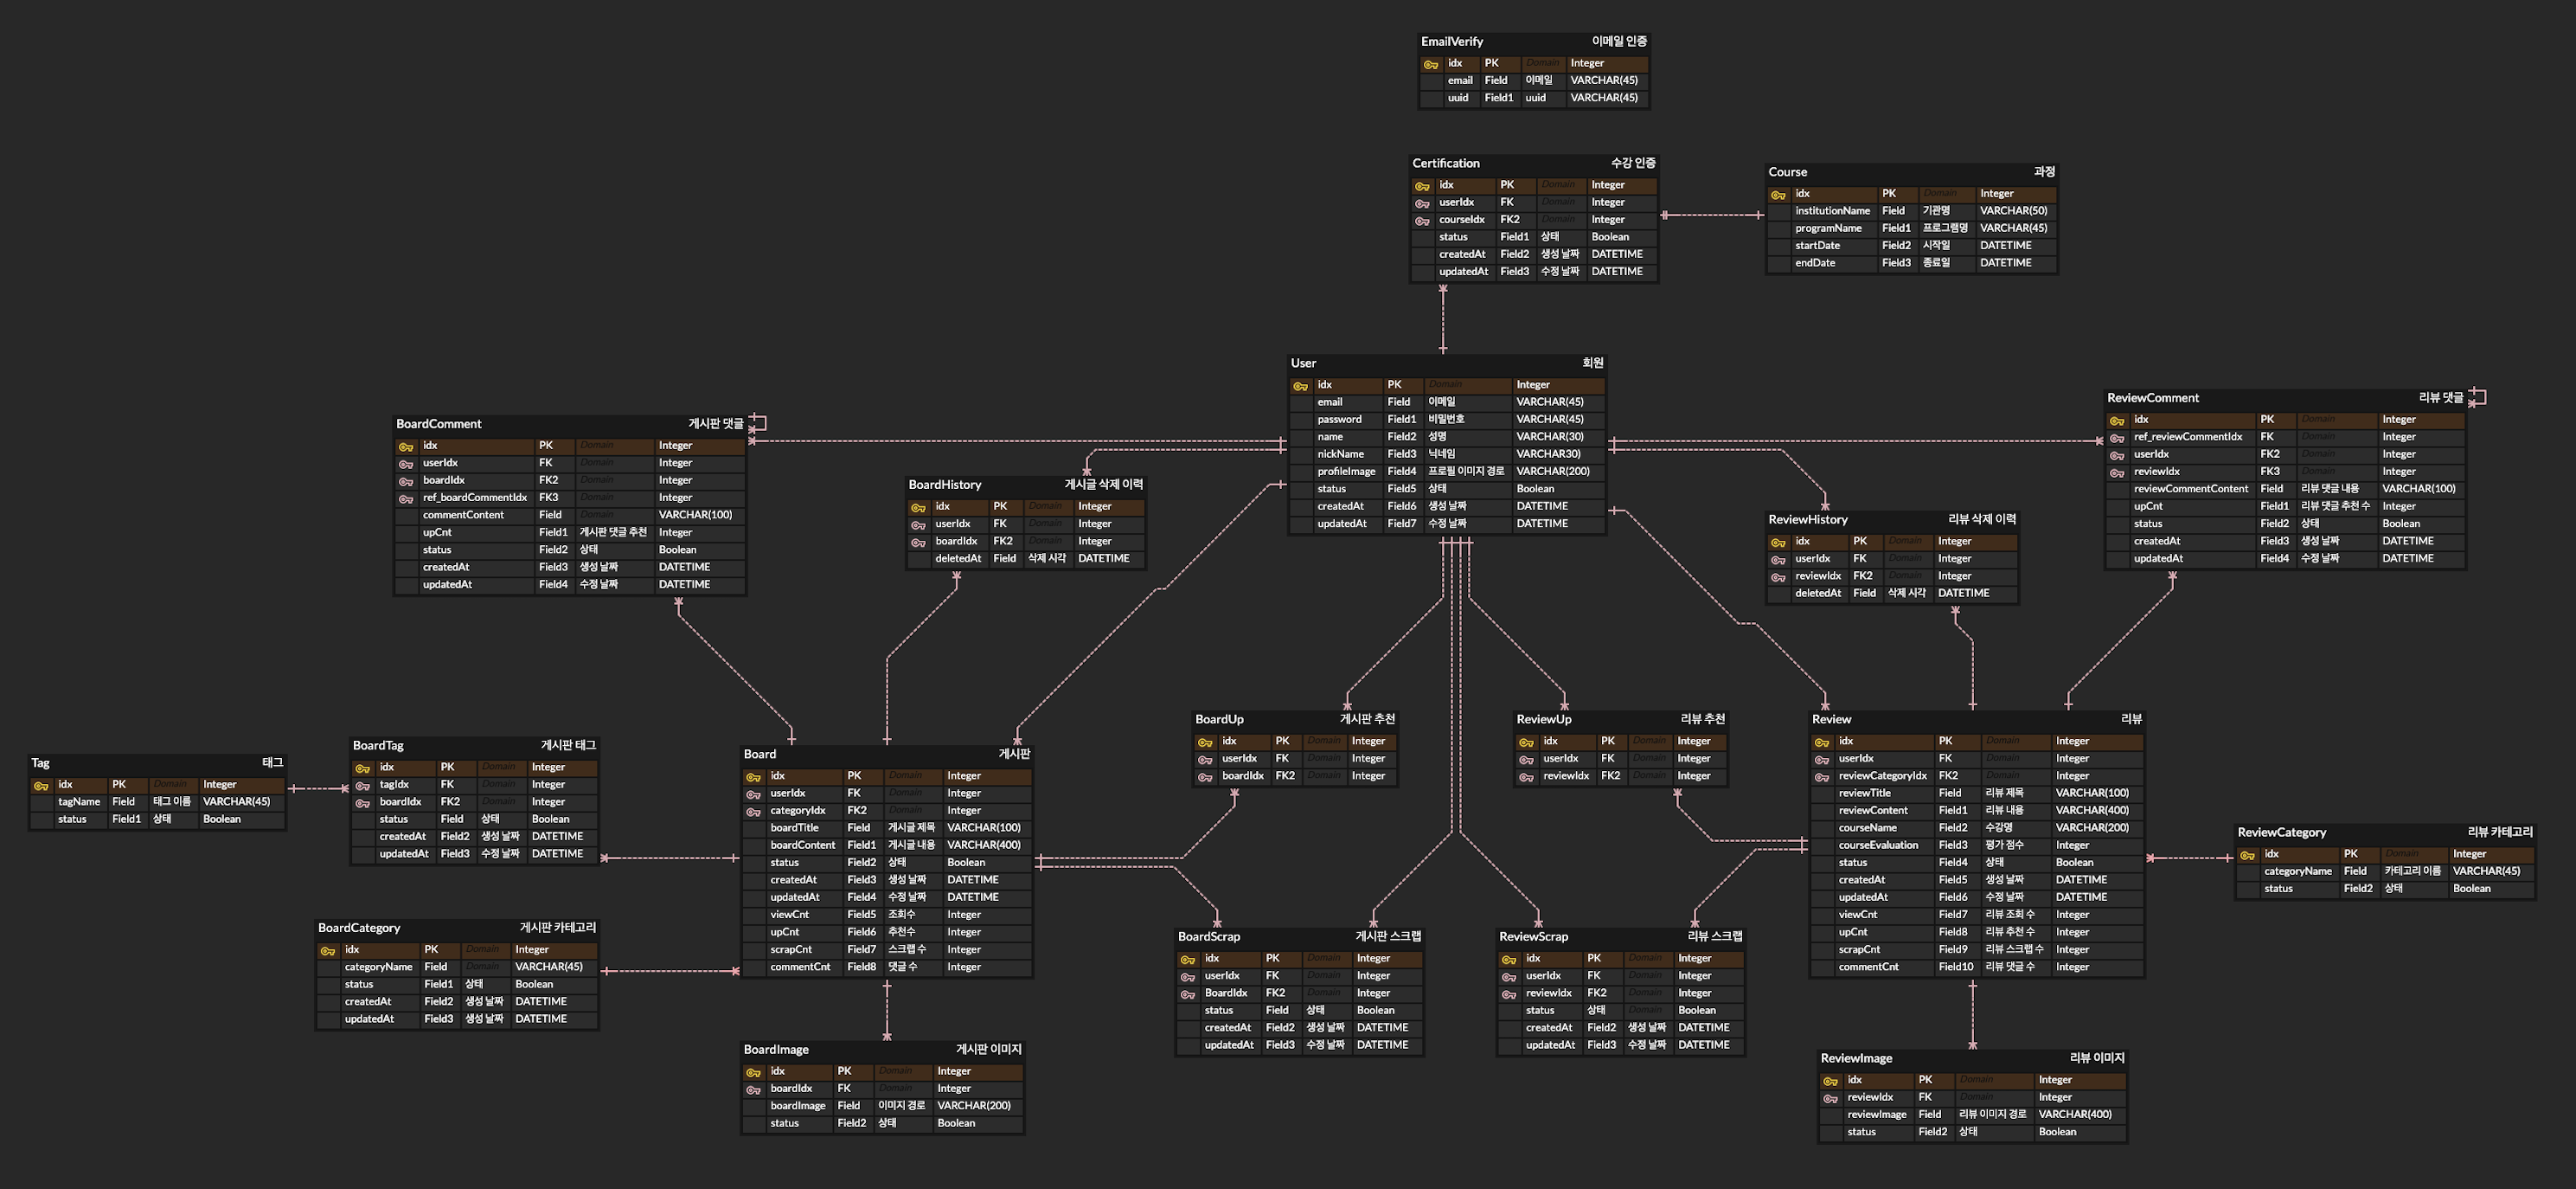 EmailVerify 이메일 인증
idx PK Domain Integer
email Field 이메일 VARCHAR(45)
uuid Field1 uuid VARCHAR(45)
Certification 수강 인증
idx PK Domain Integer
userIdx FK Domain Integer
courseIdx FK2 Domain Integer
status Field1 상태 Boolean
createdAt Field2 생성 날짜 DATETIME
updatedAt Field3 수정 날짜 DATETIME
Course 과정
idx PK Domain Integer
institutionName Field 기관명 VARCHAR(50)
programName Field1 프로그램명 VARCHAR(45)
startDate Field2 시작일 DATETIME
endDate Field3 종료일 DATETIME
User 회원
idx PK Domain Integer
email Field 이메일 VARCHAR(45)
password Field1 비밀번호 VARCHAR(45)
name Field2 성명 VARCHAR(30)
nickName Field3 닉네임 VARCHAR30)
profileImage Field4 프로필 이미지 경로 VARCHAR(200)
status Field5 상태 Boolean
createdAt Field6 생성 날짜 DATETIME
updatedAt Field7 수정 날짜 DATETIME
BoardComment 게시판 댓글
idx PK Domain Integer
userIdx FK Domain Integer
boardIdx FK2 Domain Integer
ref_boardCommentIdx FK3 Domain Integer
commentContent Field Domain VARCHAR(100)
upCnt Field1 게시판 댓글 추천 Integer
status Field2 상태 Boolean
createdAt Field3 생성 날짜 DATETIME
updatedAt Field4 수정 날짜 DATETIME
BoardHistory 게시글 삭제 이력
idx PK Domain Integer
userIdx FK Domain Integer
boardIdx FK2 Domain Integer
deletedAt Field 삭제 시각 DATETIME
ReviewHistory 리뷰 삭제 이력
idx PK Domain Integer
userIdx FK Domain Integer
reviewIdx FK2 Domain Integer
deletedAt Field 삭제 시각 DATETIME
ReviewComment 리뷰 댓글
idx PK Domain Integer
ref_reviewCommentIdx FK Domain Integer
userIdx FK2 Domain Integer
reviewIdx FK3 Domain Integer
reviewCommentContent Field 리뷰 댓글 내용 VARCHAR(100)
upCnt Field1 리뷰 댓글 추천 수 Integer
status Field2 상태 Boolean
createdAt Field3 생성 날짜 DATETIME
updatedAt Field4 수정 날짜 DATETIME
Tag 태그
idx PK Domain Integer
tagName Field 태그 이름 VARCHAR(45)
status Field1 상태 Boolean
BoardTag 게시판 태그
idx PK Domain Integer
tagIdx FK Domain Integer
boardIdx FK2 Domain Integer
status Field 상태 Boolean
createdAt Field2 생성 날짜 DATETIME
updatedAt Field3 수정 날짜 DATETIME
Board 게시판
idx PK Domain Integer
userIdx FK Domain Integer
categoryIdx FK2 Domain Integer
boardTitle Field 게시글 제목 VARCHAR(100)
boardContent Field1 게시글 내용 VARCHAR(400)
status Field2 상태 Boolean
createdAt Field3 생성 날짜 DATETIME
updatedAt Field4 수정 날짜 DATETIME
viewCnt Field5 조회수 Integer
upCnt Field6 추천수 Integer
scrapCnt Field7 스크랩 수 Integer
commentCnt Field8 댓글 수 Integer
BoardUp 게시판 추천
idx PK Domain Integer
userIdx FK Domain Integer
boardIdx FK2 Domain Integer
ReviewUp 리뷰 추천
idx PK Domain Integer
userIdx FK Domain Integer
reviewIdx FK2 Domain Integer
Review 리뷰
idx PK Domain Integer
userIdx FK Domain Integer
reviewCategoryIdx FK2 Domain Integer
reviewTitle Field 리뷰 제목 VARCHAR(100)
reviewContent Field1 리뷰 내용 VARCHAR(400)
courseName Field2 수강명 VARCHAR(200)
courseEvaluation Field3 평가 점수 Integer
status Field4 상태 Boolean
createdAt Field5 생성 날짜 DATETIME
updatedAt Field6 수정 날짜 DATETIME
viewCnt Field7 리뷰 조회 수 Integer
upCnt Field8 리뷰 추천 수 Integer
scrapCnt Field9 리뷰 스크랩 수 Integer
commentCnt Field10 리뷰 댓글 수 Integer
ReviewCategory 리뷰 카테고리
idx PK Domain Integer
categoryName Field 카테고리 이름 VARCHAR(45)
status Field2 상태 Boolean
BoardCategory 게시판 카테고리
idx PK Domain Integer
categoryName Field Domain VARCHAR(45)
status Field1 상태 Boolean
createdAt Field2 생성 날짜 DATETIME
updatedAt Field3 생성 날짜 DATETIME
BoardScrap 게시판 스크랩
idx PK Domain Integer
userIdx FK Domain Integer
BoardIdx FK2 Domain Integer
status Field 상태 Boolean
createdAt Field2 생성 날짜 DATETIME
updatedAt Field3 수정 날짜 DATETIME
ReviewScrap 리뷰 스크랩
idx PK Domain Integer
userIdx FK Domain Integer
reviewIdx FK2 Domain Integer
status 상태 Domain Boolean
createdAt Field2 생성 날짜 DATETIME
updatedAt Field3 수정 날짜 DATETIME
BoardImage 게시판 이미지
idx PK Domain Integer
boardIdx FK Domain Integer
boardImage Field 이미지 경로 VARCHAR(200)
status Field2 상태 Boolean
ReviewImage 리뷰 이미지
idx PK Domain Integer
reviewIdx FK Domain Integer
reviewImage Field 리뷰 이미지 경로 VARCHAR(400)
status Field2 상태 Boolean